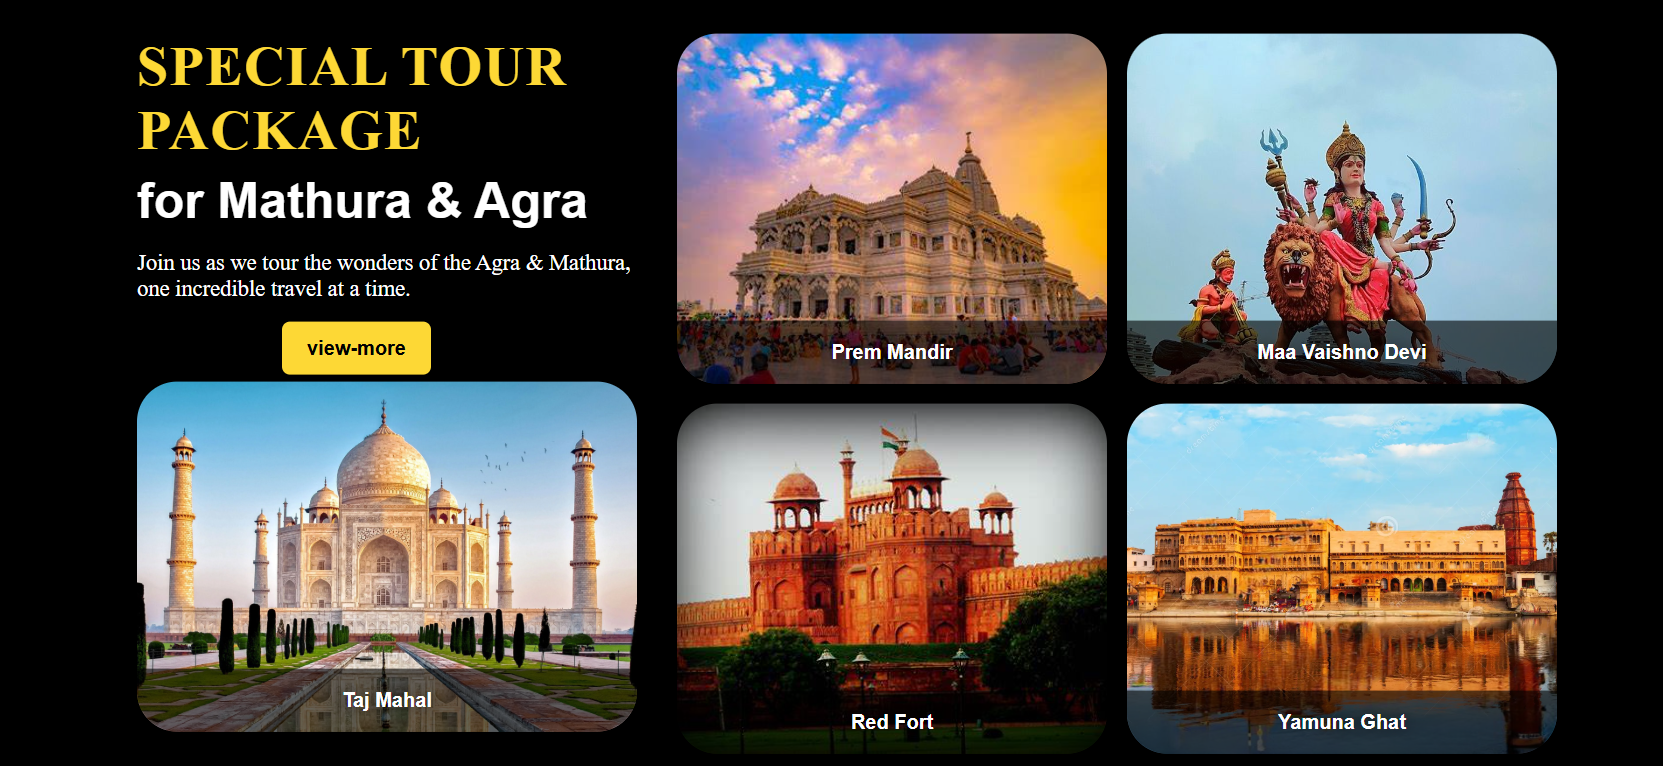 SPECIAL TOUR
PACKAGE
for Mathura & Agra
Join us as we tour the wonders of the Agra & Mathura,
one incredible travel at a time.
view-more
Taj Mahal
Prem Mandir
Maa Vaishno Devi
Red Fort
Yamuna Ghat